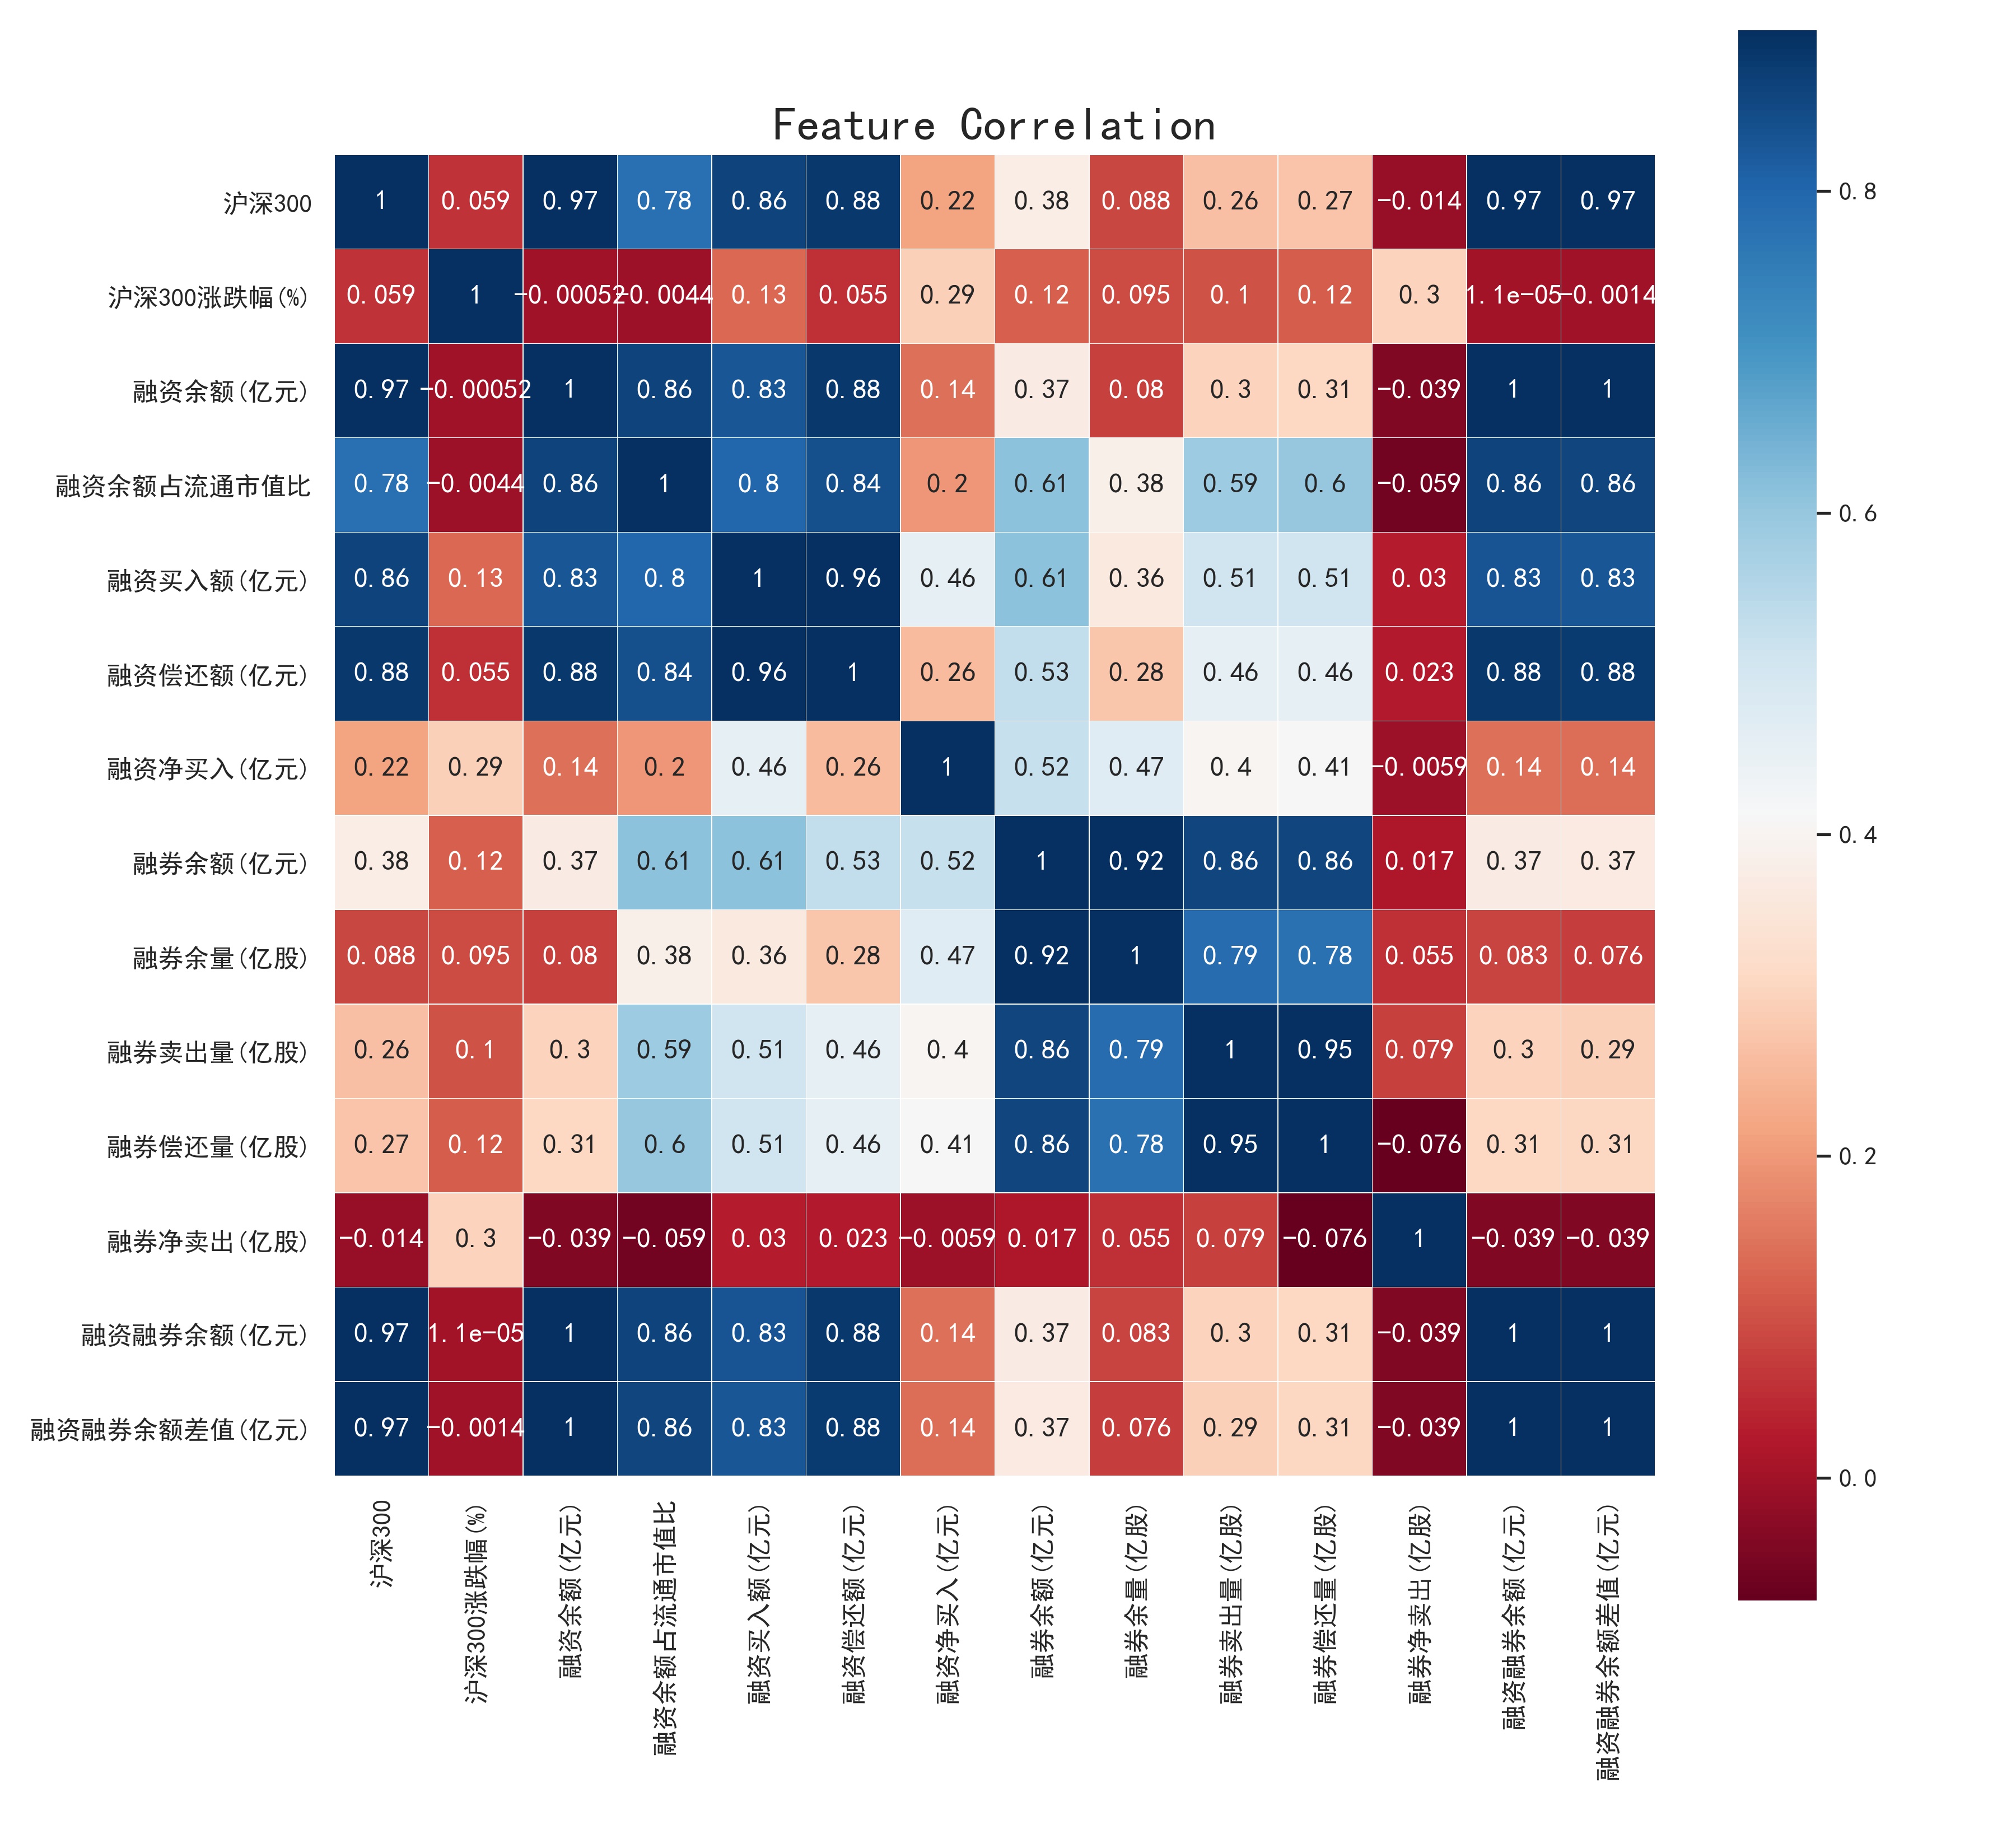 Feature Correlation
沪深300 1 0.059 0.97 0.78 0.86 0.88 0.22 0.38 0.088 0.26 0.27 -0.014 0.97 0.97
沪深300涨跌幅(%) 0.059 1 -0.00052 -0.0044 0.13 0.055 0.29 0.12 0.095 0.1 0.12 0.3 1.1e-05 -0.0014
融资余额(亿元) 0.97 -0.00052 1 0.86 0.83 0.88 0.14 0.37 0.08 0.3 0.31 -0.039 1 1
融资余额占流通市值比 0.78 -0.0044 0.86 1 0.8 0.84 0.2 0.61 0.38 0.59 0.6 -0.059 0.86 0.86
融资买入额(亿元) 0.86 0.13 0.83 0.8 1 0.96 0.46 0.61 0.36 0.51 0.51 0.03 0.83 0.83
融资偿还额(亿元) 0.88 0.055 0.88 0.84 0.96 1 0.26 0.53 0.28 0.46 0.46 0.023 0.88 0.88
融资净买入(亿元) 0.22 0.29 0.14 0.2 0.46 0.26 1 0.52 0.47 0.4 0.41 -0.0059 0.14 0.14
融券余额(亿元) 0.38 0.12 0.37 0.61 0.61 0.53 0.52 1 0.92 0.86 0.86 0.017 0.37 0.37
融券余量(亿股) 0.088 0.095 0.08 0.38 0.36 0.28 0.47 0.92 1 0.79 0.78 0.055 0.083 0.076
融券卖出量(亿股) 0.26 0.1 0.3 0.59 0.51 0.46 0.4 0.86 0.79 1 0.95 0.079 0.3 0.29
融券偿还量(亿股) 0.27 0.12 0.31 0.6 0.51 0.46 0.41 0.86 0.78 0.95 1 -0.076 0.31 0.31
融券净卖出(亿股) -0.014 0.3 -0.039 -0.059 0.03 0.023 -0.0059 0.017 0.055 0.079 -0.076 1 -0.039 -0.039
融资融券余额(亿元) 0.97 1.1e-05 1 0.86 0.83 0.88 0.14 0.37 0.083 0.3 0.31 -0.039 1 1
融资融券余额差值(亿元) 0.97 -0.0014 1 0.86 0.83 0.88 0.14 0.37 0.076 0.29 0.31 -0.039 1 1
沪深300
沪深300涨跌幅(%)
融资余额(亿元)
融资余额占流通市值比
融资买入额(亿元)
融资偿还额(亿元)
融资净买入(亿元)
融券余额(亿元)
融券余量(亿股)
融券卖出量(亿股)
融券偿还量(亿股)
融券净卖出(亿股)
融资融券余额(亿元)
融资融券余额差值(亿元)
0.8
0.6
0.4
0.2
0.0